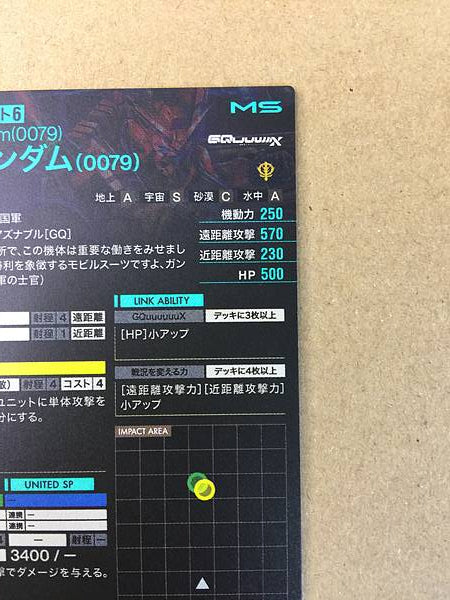 ト6
MS
m(0079)
ンダム(0079)
GQuuuuuuX
地上 A 宇宙 S 砂漠 C 水中 A
国軍
機動力 250
アズナブル[GQ]
遠距離攻撃 570
所で、この機体は重要な働きをみせまし
勝利を象徴するモビルスーツですよ、ガン
近距離攻撃 230
軍の士官)
HP 500
LINK ABILITY
GQuuuuuuX デッキに3枚以上
[HP]小アップ
射程 4 遠距離
射程 1 近距離
戦況を変える力 デッキに4枚以上
[遠距離攻撃力][近距離攻撃力]
小アップ
敵) 射程 4 コスト 4
ユニットに単体攻撃を
分にする。
IMPACT AREA
UNITED SP
―
連携 ―
連携 ―
4 ― 射程 ―
3400 / ―
撃でダメージを与える。